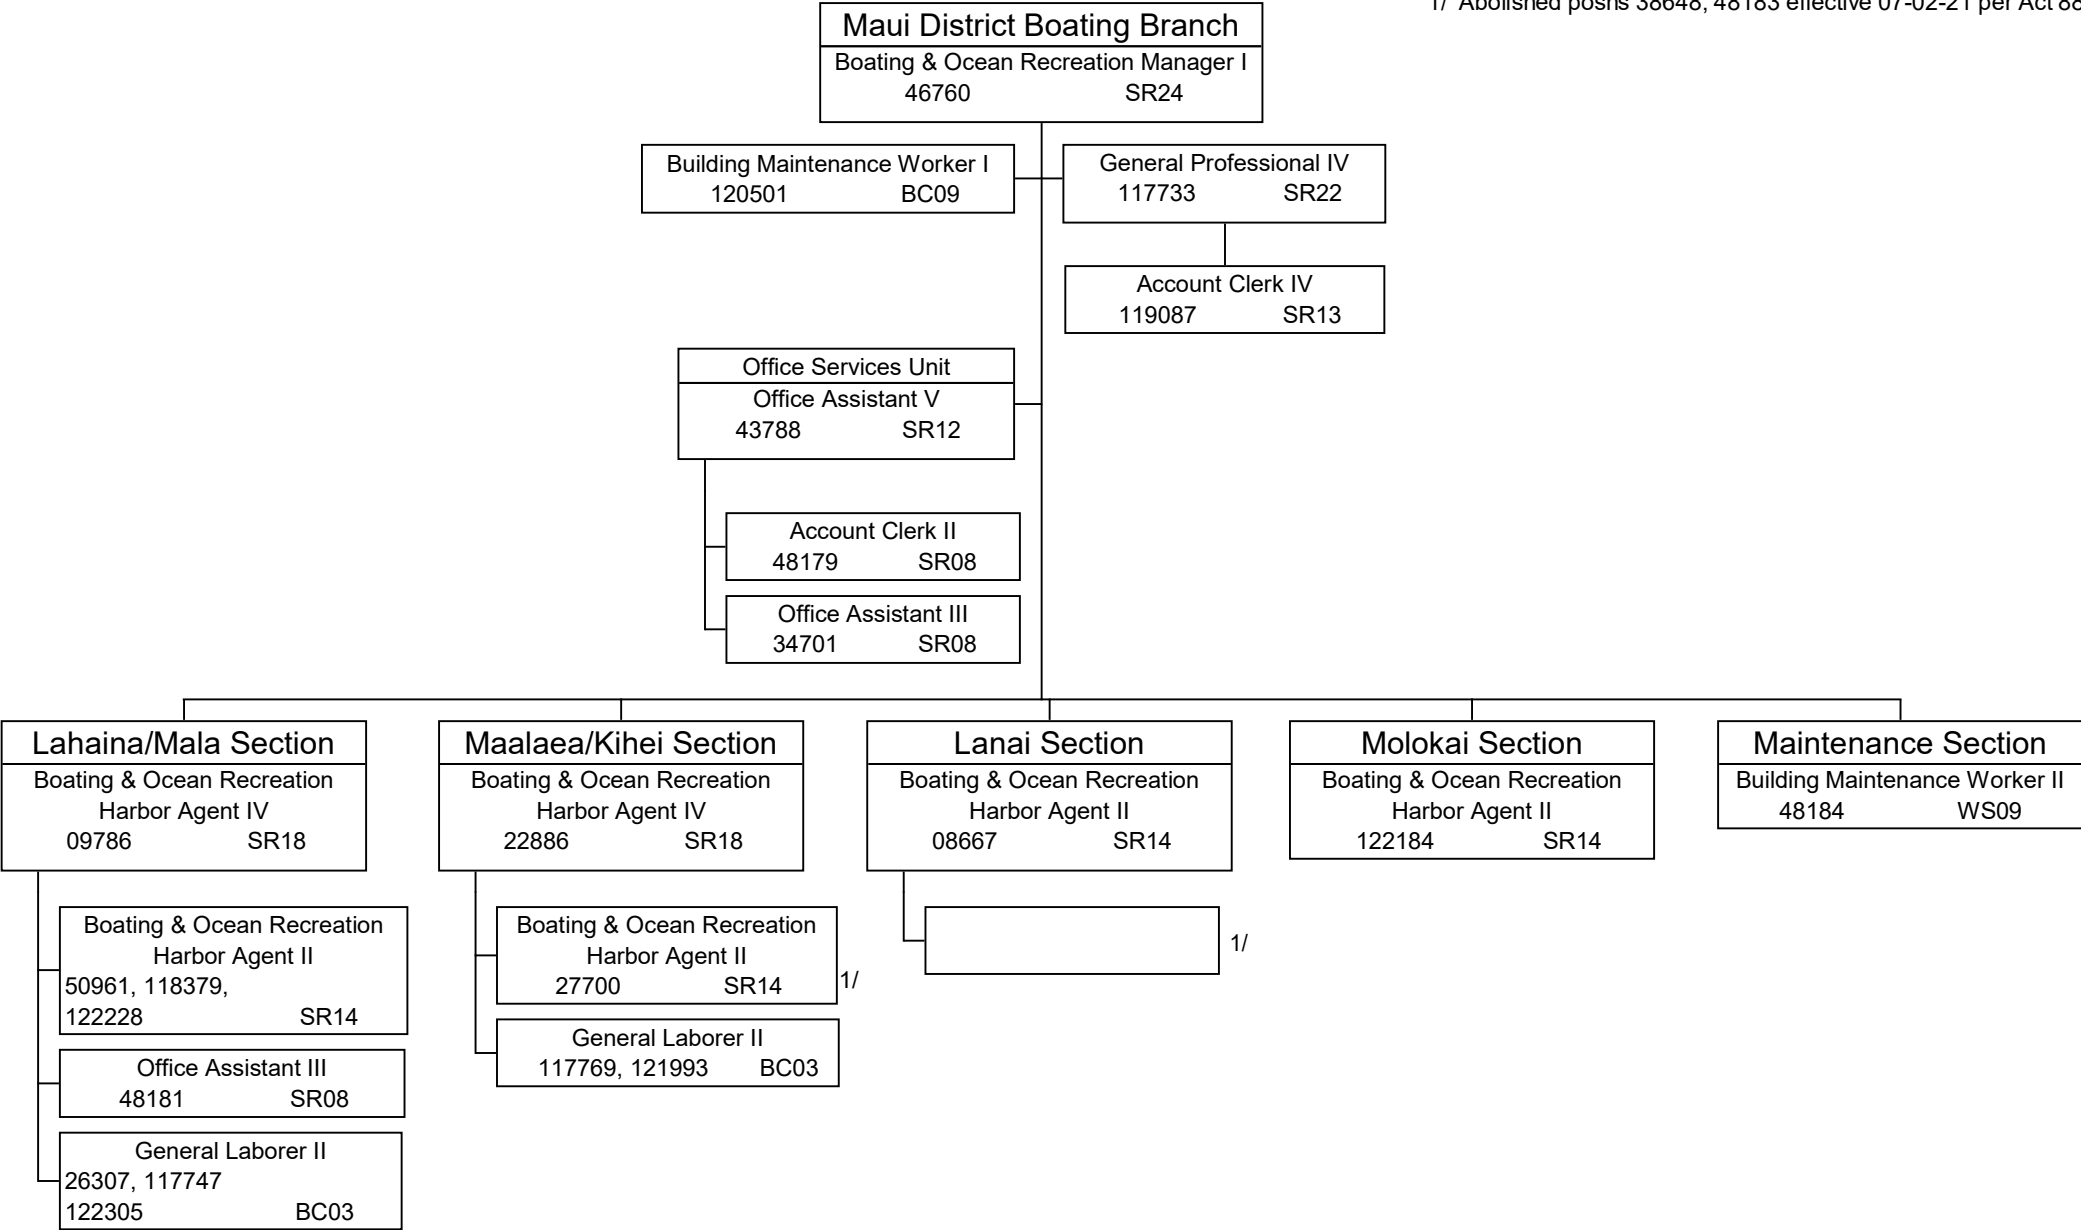 1/ Abolished posns 38648, 48183 effective 07-02-21 per Act 88
Maui District Boating Branch
Boating & Ocean Recreation Manager I
46760 SR24
Building Maintenance Worker I
120501 BC09
General Professional IV
117733 SR22
Account Clerk IV
119087 SR13
Office Services Unit
Office Assistant V
43788 SR12
Account Clerk II
48179 SR08
Office Assistant III
34701 SR08
Lahaina/Mala Section
Boating & Ocean Recreation
Harbor Agent IV
09786 SR18
Boating & Ocean Recreation
Harbor Agent II
50961, 118379,
122228 SR14
Office Assistant III
48181 SR08
General Laborer II
26307, 117747
122305 BC03
Maalaea/Kihei Section
Boating & Ocean Recreation
Harbor Agent IV
22886 SR18
Boating & Ocean Recreation
Harbor Agent II
27700 SR14
1/
General Laborer II
117769, 121993 BC03
Lanai Section
Boating & Ocean Recreation
Harbor Agent II
08667 SR14
1/
Molokai Section
Boating & Ocean Recreation
Harbor Agent II
122184 SR14
Maintenance Section
Building Maintenance Worker II
48184 WS09